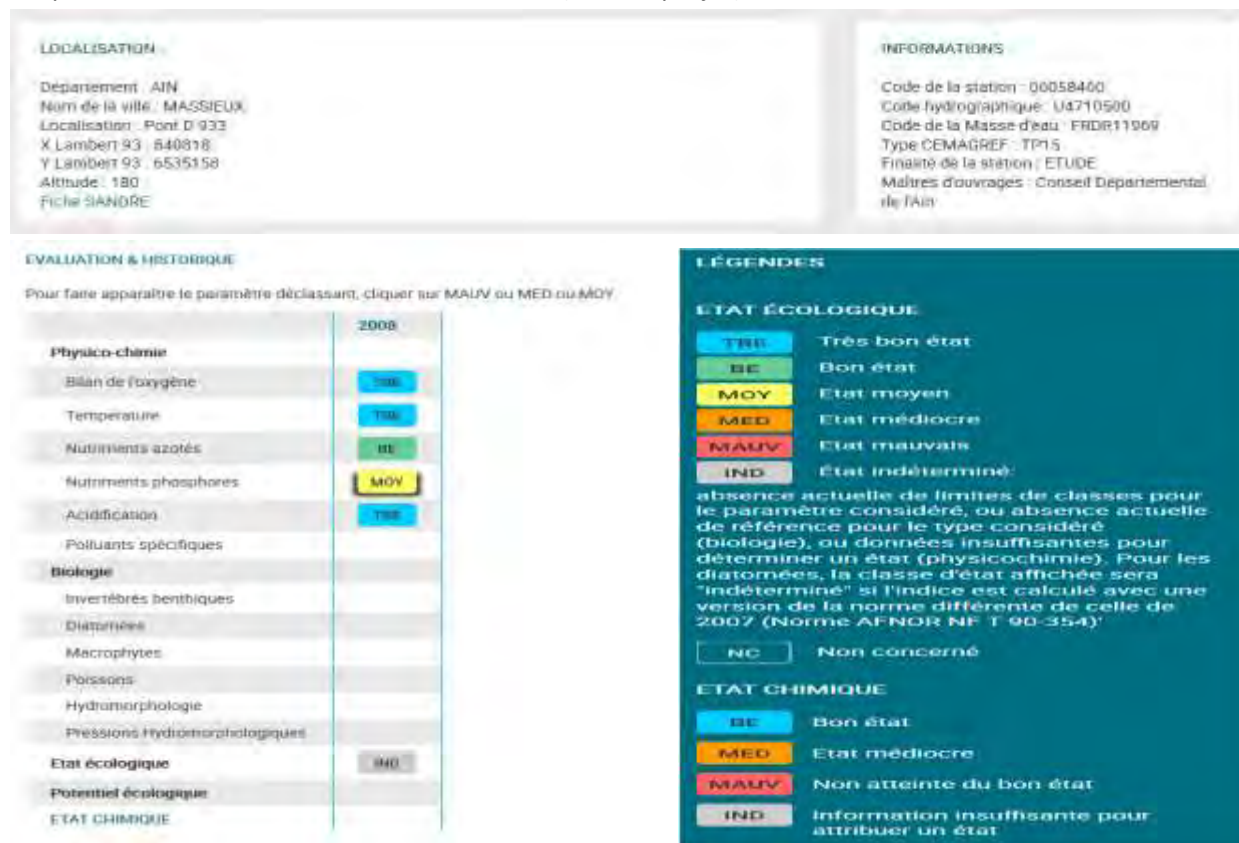 LOCALISATION
Département : AIN
Nom de la ville : MASSIEUX
Localisation : Pont D 933
X Lambert 93 : 840818
Y Lambert 93 : 6535158
Altitude : 180
Fiche SANDRE
INFORMATIONS
Code de la station : 06058400
Code hydrographique : U4710500
Code de la Masse d'eau : FRDR11969
Type CEMAGREF : TP15
Finalité de la station : ETUDE
Maîtres d'ouvrages : Conseil Départemental
de l'Ain
EVALUATION & HISTORIQUE
Pour faire apparaître le paramètre déclassant, cliquer sur MAUV ou MED ou MOY
2008
Physico-chimie
Bilan de l'oxygène TBE
Température TBE
Nutriments azotés BE
Nutriments phosphorés MOY
Acidification TBE
Polluants spécifiques
Biologie
Invertébrés benthiques
Diatomées
Macrophytes
Poissons
Hydromorphologie
Pressions Hydromorphologiques
Etat écologique IND
Potentiel écologique
ETAT CHIMIQUE
LÉGENDES
ETAT ÉCOLOGIQUE
TBE Très bon état
BE Bon état
MOY Etat moyen
MED Etat médiocre
MAUV Etat mauvais
IND État indéterminé:
absence actuelle de limites de classes pour
le paramètre considéré, ou absence actuelle
de référence pour le type considéré
(biologie), ou données insuffisantes pour
déterminer un état (physicochimie). Pour les
diatomées, la classe d'état affichée sera
"indéterminé" si l'indice est calculé avec une
version de la norme différente de celle de
2007 (Norme AFNOR NF T 90-354)'
NC Non concerné
ETAT CHIMIQUE
BE Bon état
MED Etat médiocre
MAUV Non atteinte du bon état
IND Information insuffisante pour
attribuer un état